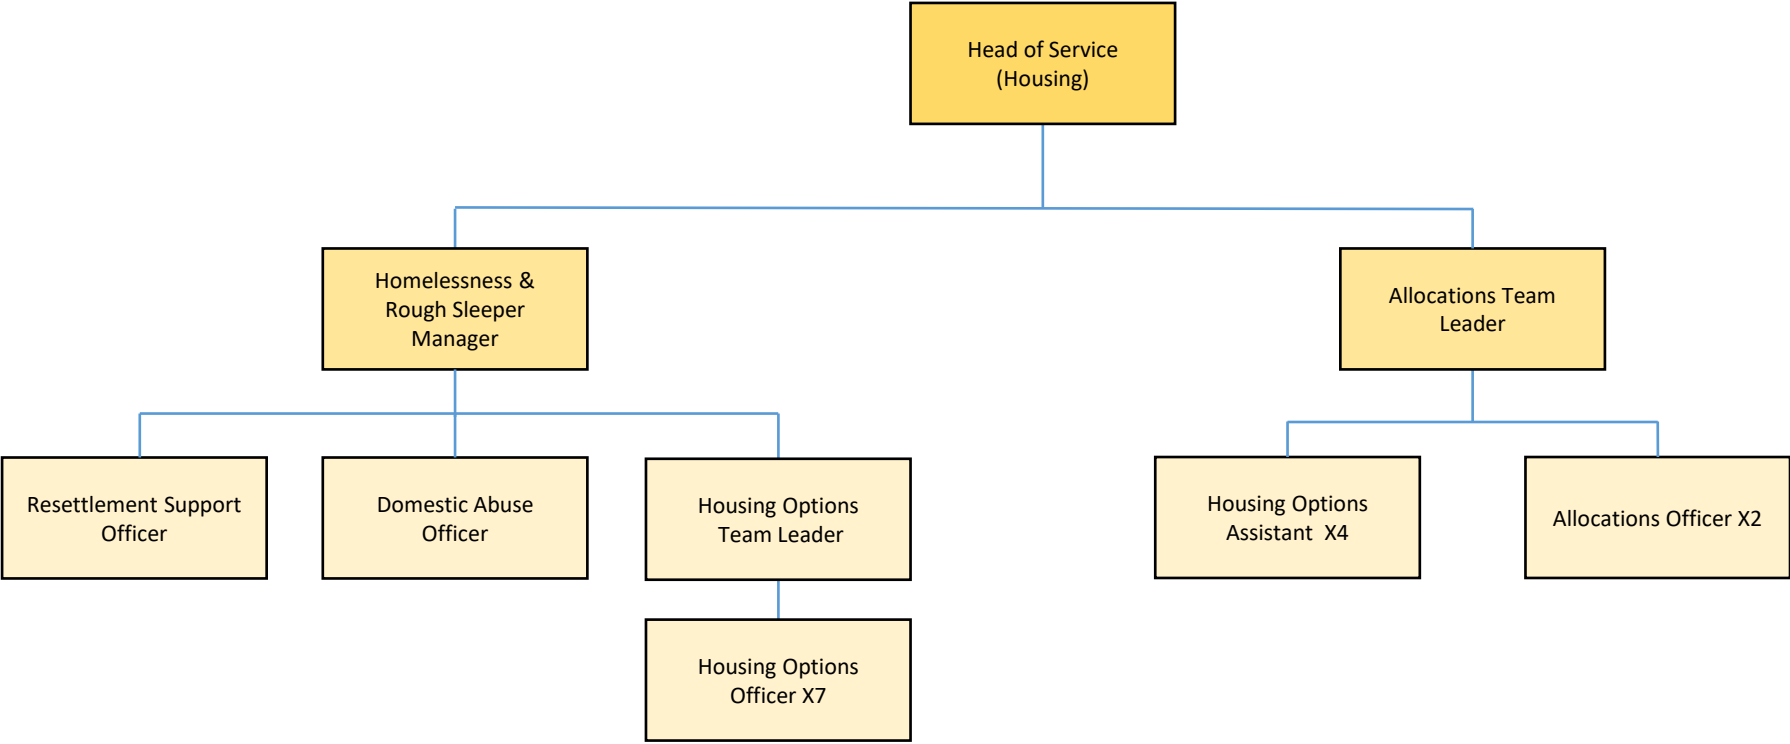 Head of Service
(Housing)
Homelessness &
Rough Sleeper
Manager
Allocations Team
Leader
Resettlement Support
Officer
Domestic Abuse
Officer
Housing Options
Team Leader
Housing Options
Assistant  X4
Allocations Officer X2
Housing Options
Officer X7